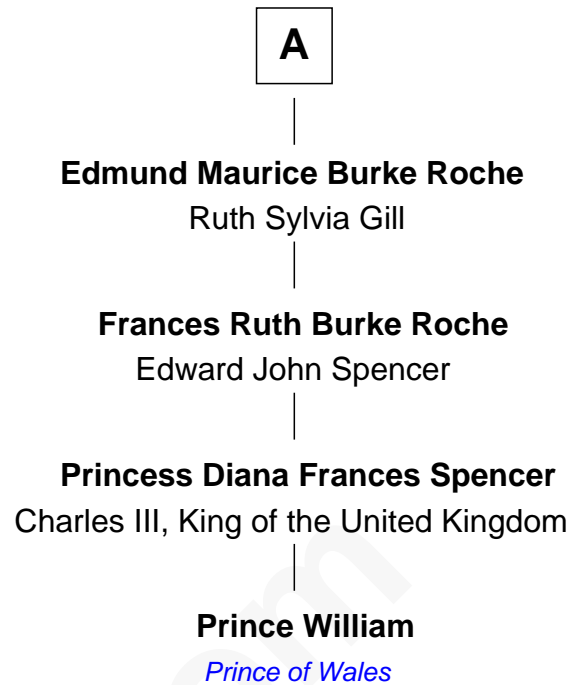 A
Edmund Maurice Burke Roche
Ruth Sylvia Gill
Frances Ruth Burke Roche
Edward John Spencer
Princess Diana Frances Spencer
Charles III, King of the United Kingdom
Prince William
Prince of Wales